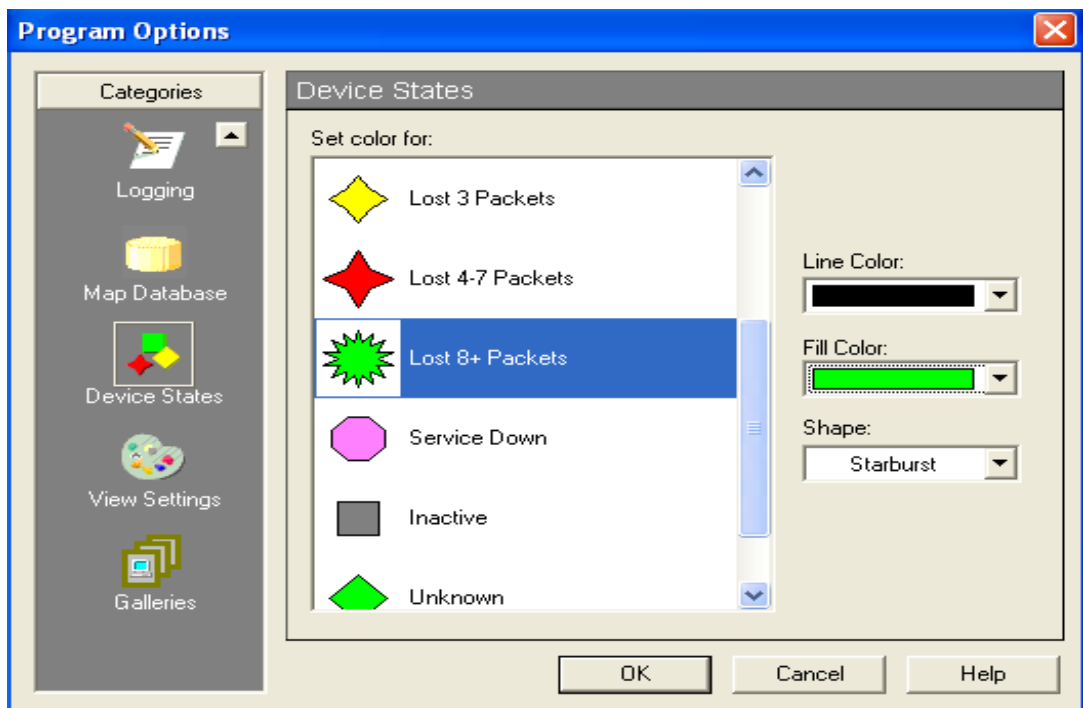 Program Options
Categories
Logging
Map Database
Device States
View Settings
Galleries
Device States
Set color for:
Lost 3 Packets
Lost 4-7 Packets
Lost 8+ Packets
Service Down
Inactive
Unknown
Line Color:
Fill Color:
Shape:
Starburst
OK
Cancel
Help